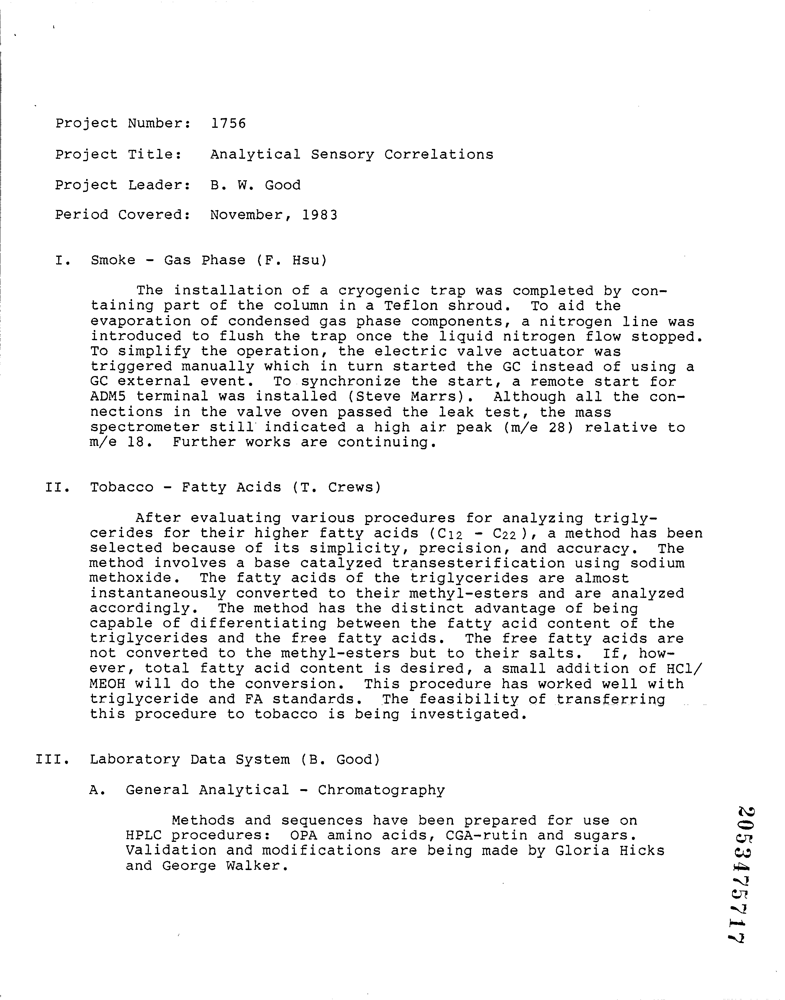 Project Number: 1756
Project Title: Analytical Sensory Correlations
Project Leader: B. W. Good
Period Covered: November, 1983
I. Smoke - Gas Phase (F. Hsu)
The installation of a cryogenic trap was completed by con-
taining part of the column in a Teflon shroud. To aid the
evaporation of condensed gas phase components, a nitrogen line was
introduced to flush the trap once the liquid nitrogen flow stopped.
To simplify the operation, the electric valve actuator was
triggered manually which in turn started the GC instead of using a
GC external event. To synchronize the start, a remote start for
ADM5 terminal was installed (Steve Marrs). Although all the con-
nections in the valve oven passed the leak test, the mass
spectrometer still indicated a high air peak (m/e 28) relative to
m/e 18. Further works are continuing.
II. Tobacco - Fatty Acids (T. Crews)
After evaluating various procedures for analyzing trigly-
cerides for their higher fatty acids (C12 - C22), a method has been
selected because of its simplicity, precision, and accuracy. The
method involves a base catalyzed transesterification using sodium
methoxide. The fatty acids of the triglycerides are almost
instantaneously converted to their methyl-esters and are analyzed
accordingly. The method has the distinct advantage of being
capable of differentiating between the fatty acid content of the
triglycerides and the free fatty acids. The free fatty acids are
not converted to the methyl-esters but to their salts. If, how-
ever, total fatty acid content is desired, a small addition of HCl/
MEOH will do the conversion. This procedure has worked well with
triglyceride and FA standards. The feasibility of transferring
this procedure to tobacco is being investigated.
III. Laboratory Data System (B. Good)
A. General Analytical - Chromatography
Methods and sequences have been prepared for use on
HPLC procedures: OPA amino acids, CGA-rutin and sugars.
Validation and modifications are being made by Gloria Hicks
and George Walker.
2053475717